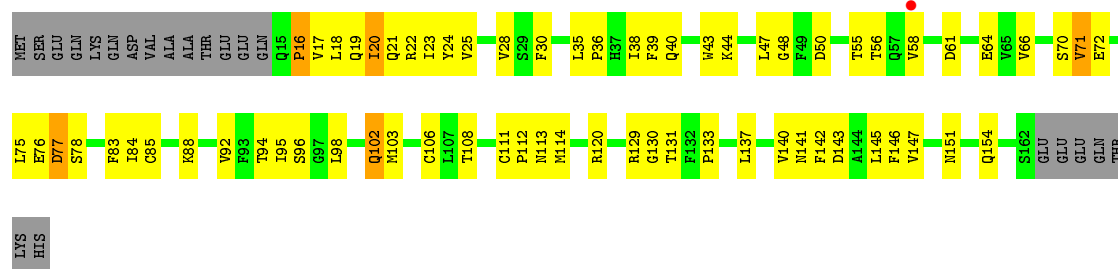 MET SER GLU GLN LYS GLN ASP VAL ALA ALA THR GLU GLU GLN Q15 P16 V17 L18 Q19 I20 Q21 R22 I23 Y24 V25 V28 S29 F30 L35 P36 H37 I38 F39 Q40 W43 K44 L47 G48 F49 D50 T55 T56 Q57 V58 D61 E64 V65 V66 S70 V71 E72
L75 E76 D77 S78 F83 I84 C85 K88 V92 F93 T94 I95 S96 G97 L98 Q102 M103 C106 L107 T108 C111 P112 N113 M114 R120 R129 G130 T131 F132 P133 L137 V140 N141 F142 D143 A144 L145 F146 V147 N151 Q154 S162 GLU GLU GLU GLN THR
LYS HIS